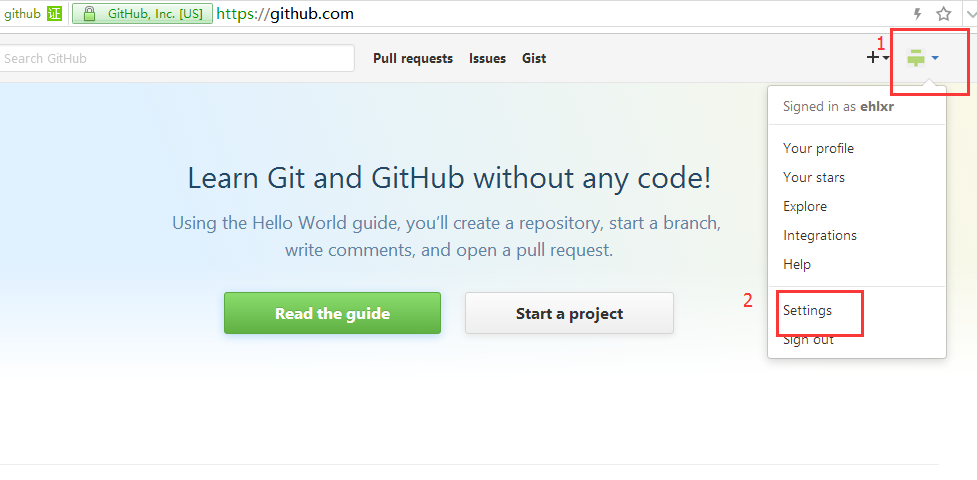 github 证 GitHub, Inc. [US] https://github.com
Search GitHub Pull requests Issues Gist + 1
Signed in as ehlxr
Your profile
Your stars
Explore
Integrations
Help
2 Settings
Sign out
Learn Git and GitHub without any code!
Using the Hello World guide, you’ll create a repository, start a branch,
write comments, and open a pull request.
Read the guide Start a project